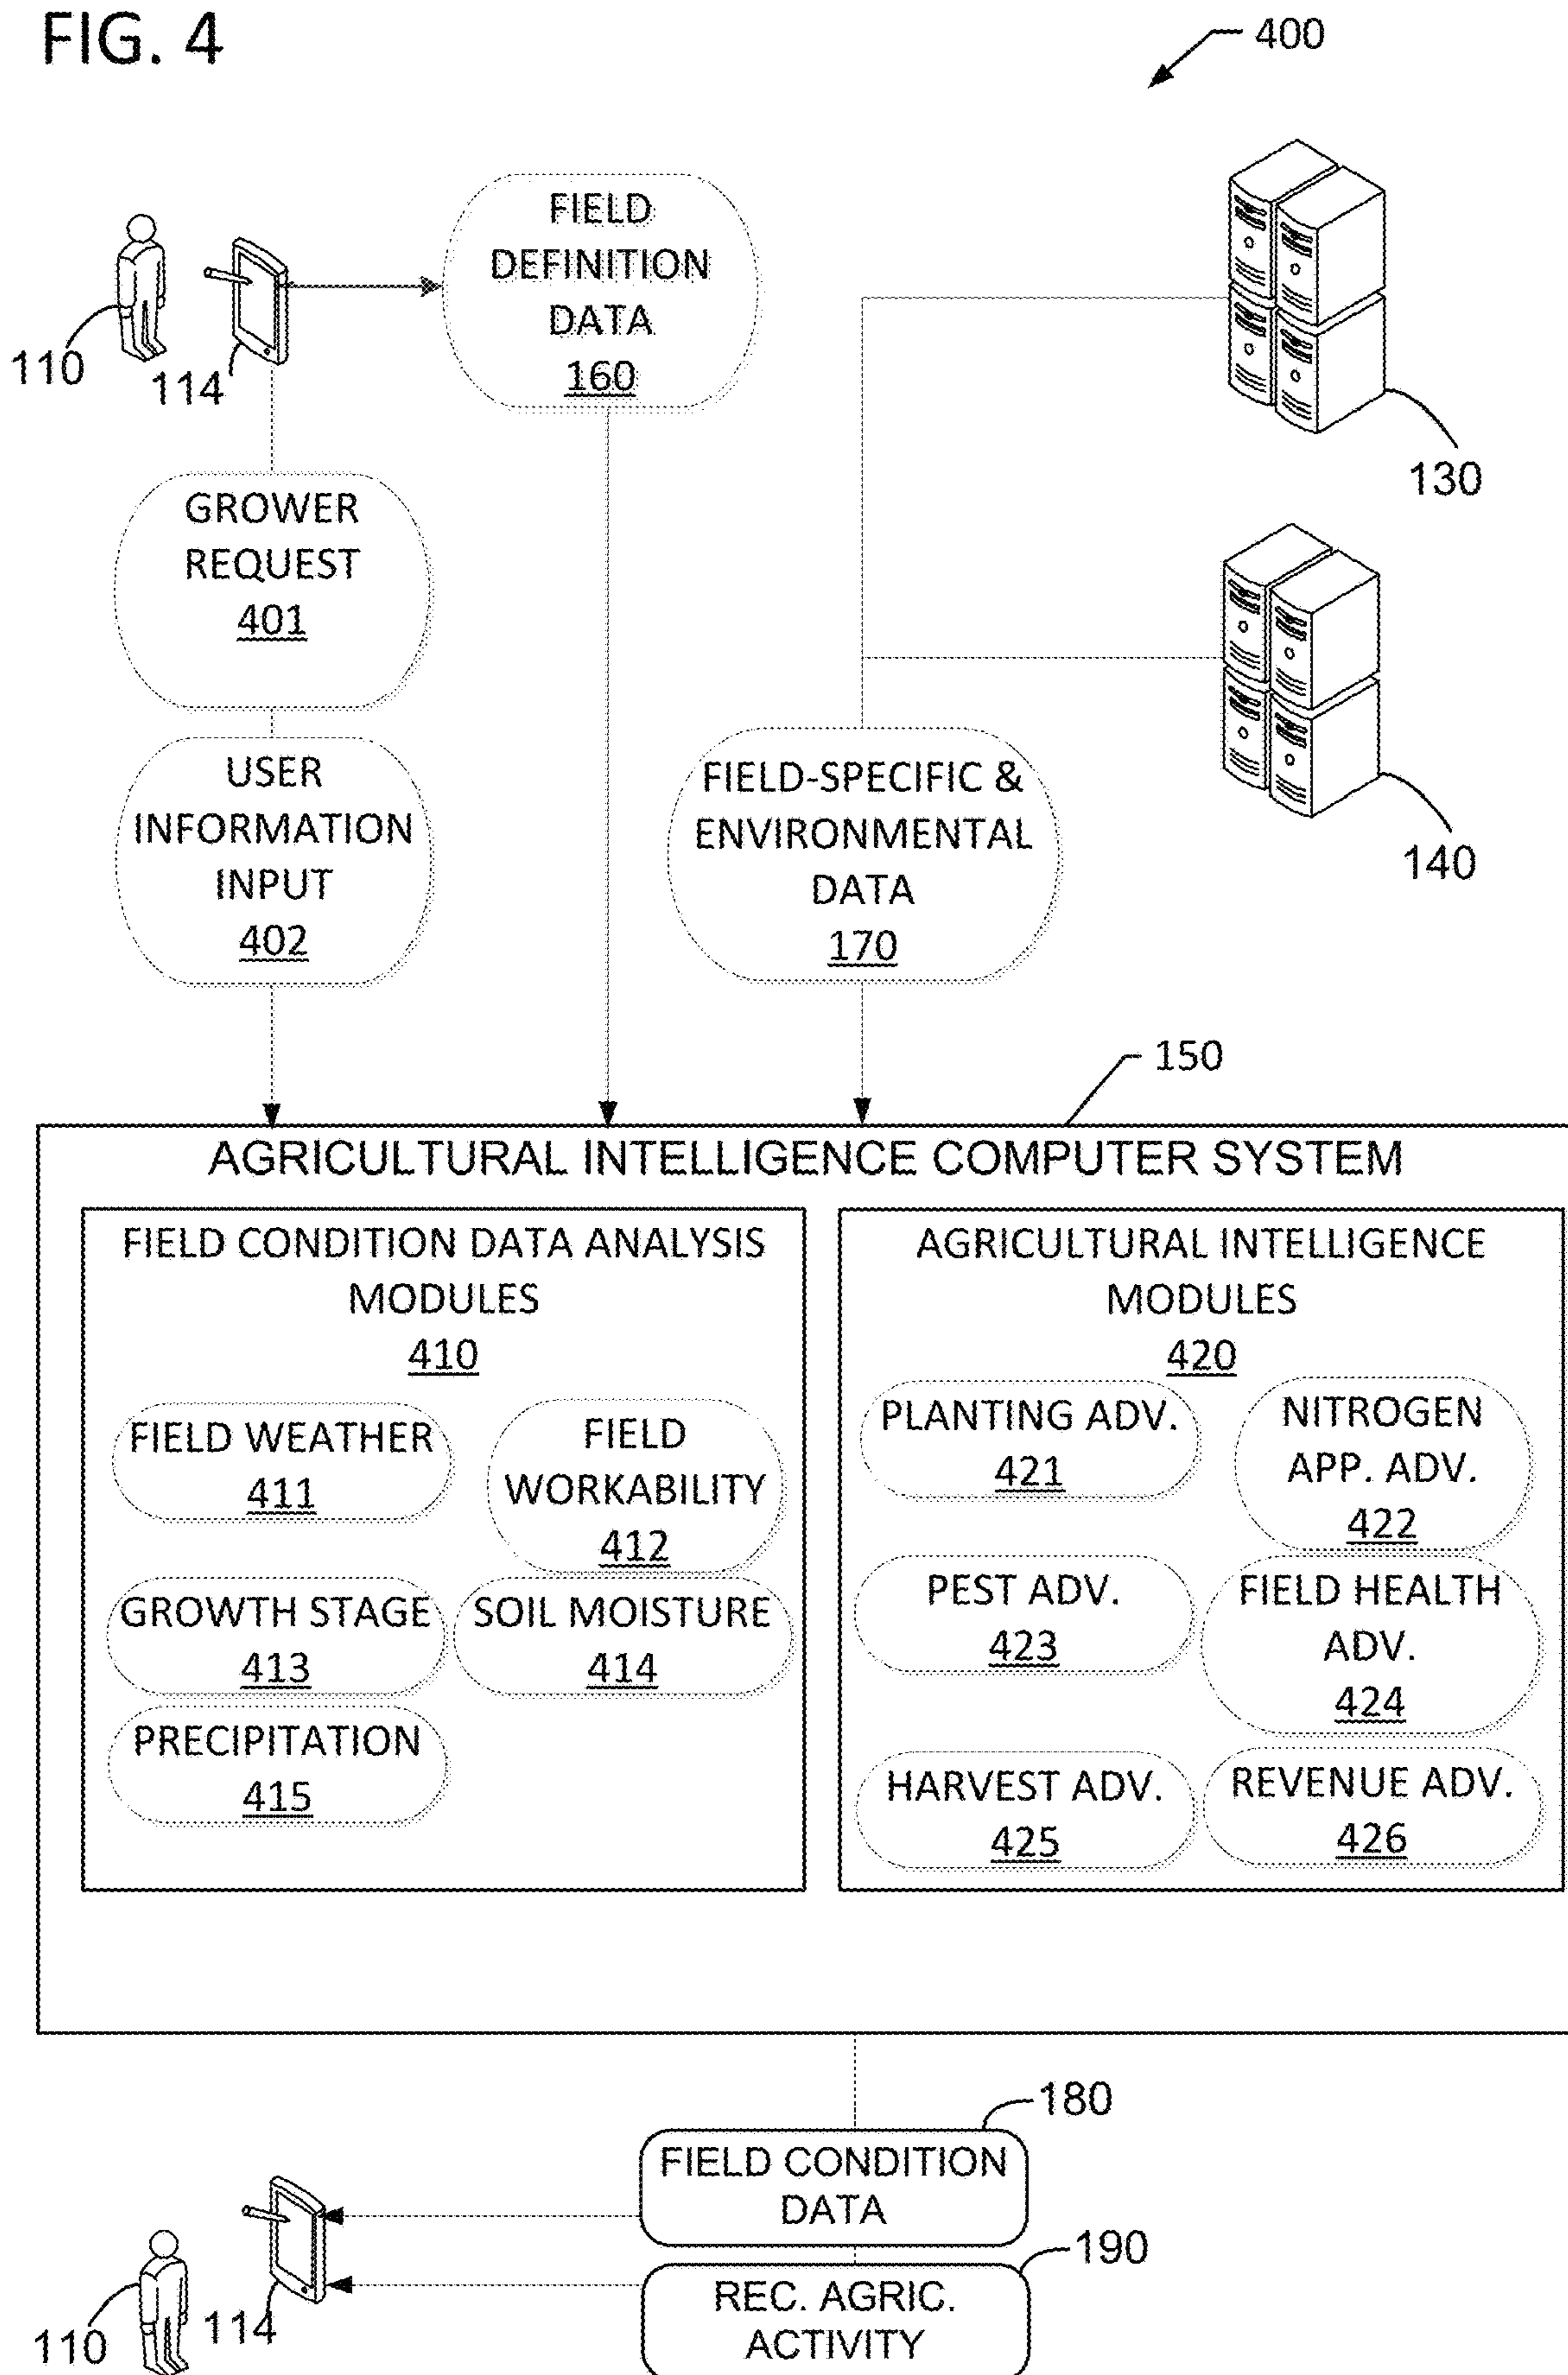 FIG. 4
400
FIELD
DEFINITION
DATA
160
110
114
130
GROWER
REQUEST
401
140
USER
INFORMATION
INPUT
402
FIELD-SPECIFIC &
ENVIRONMENTAL
DATA
170
150
AGRICULTURAL INTELLIGENCE COMPUTER SYSTEM
FIELD CONDITION DATA ANALYSIS
MODULES
410
FIELD WEATHER
411
FIELD
WORKABILITY
412
GROWTH STAGE
413
SOIL MOISTURE
414
PRECIPITATION
415
AGRICULTURAL INTELLIGENCE
MODULES
420
PLANTING ADV.
421
NITROGEN
APP. ADV.
422
PEST ADV.
423
FIELD HEALTH
ADV.
424
HARVEST ADV.
425
REVENUE ADV.
426
180
FIELD CONDITION
DATA
190
REC. AGRIC.
ACTIVITY
114
110